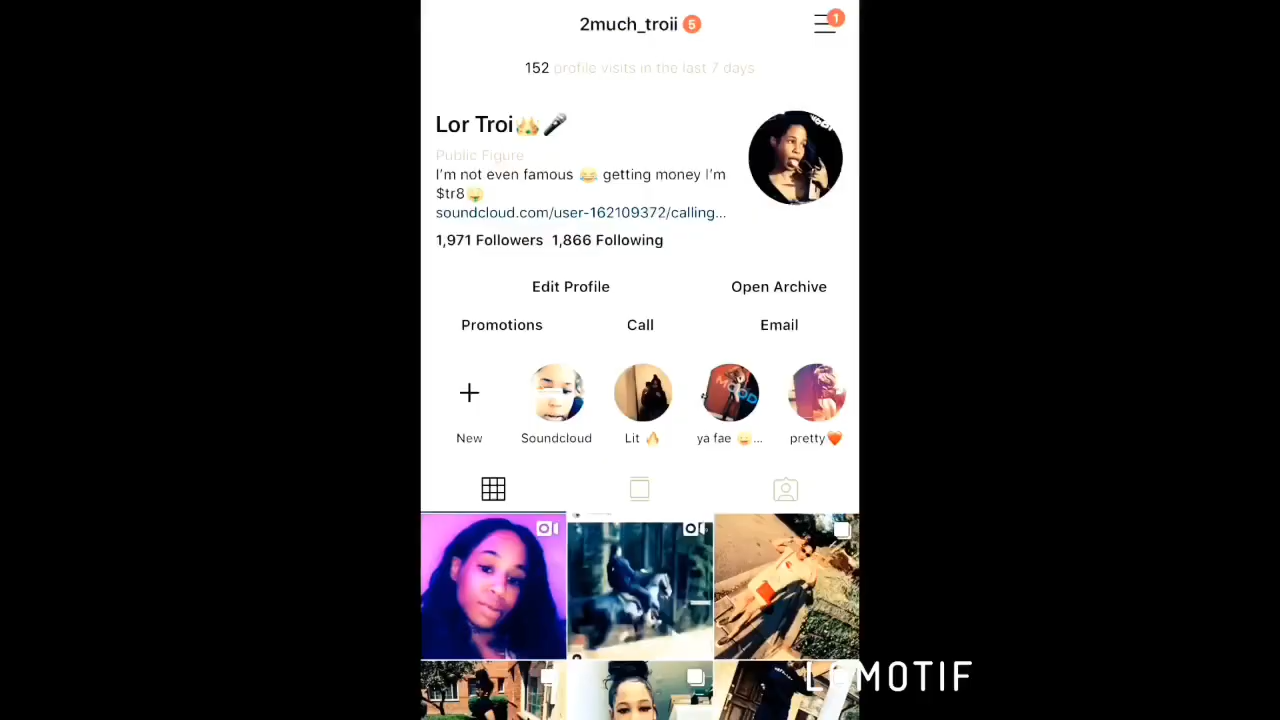 2much_troii 5
1
152 profile visits in the last 7 days
Lor Troi👑🎤
Public Figure
I'm not even famous 😂 getting money I'm
$tr8🤑
soundcloud.com/user-162109372/calling...
1,971 Followers 1,866 Following
Edit Profile Open Archive
Promotions Call Email
MOOD
New Soundcloud Lit 🔥 ya fae 😛... pretty❤️
LOMOTIF